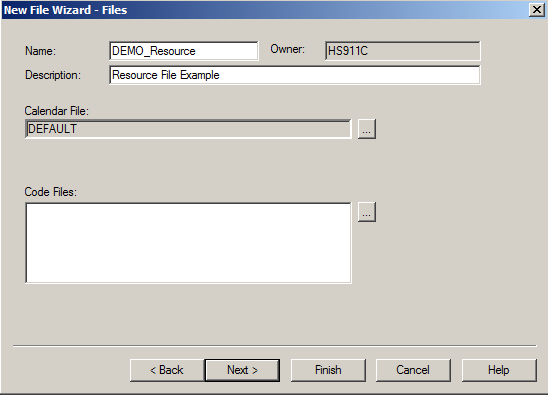 New File Wizard - Files
Name: DEMO_Resource Owner: HS911C
Description: Resource File Example
Calendar File:
DEFAULT
...
Code Files:
...
< Back Next > Finish Cancel Help